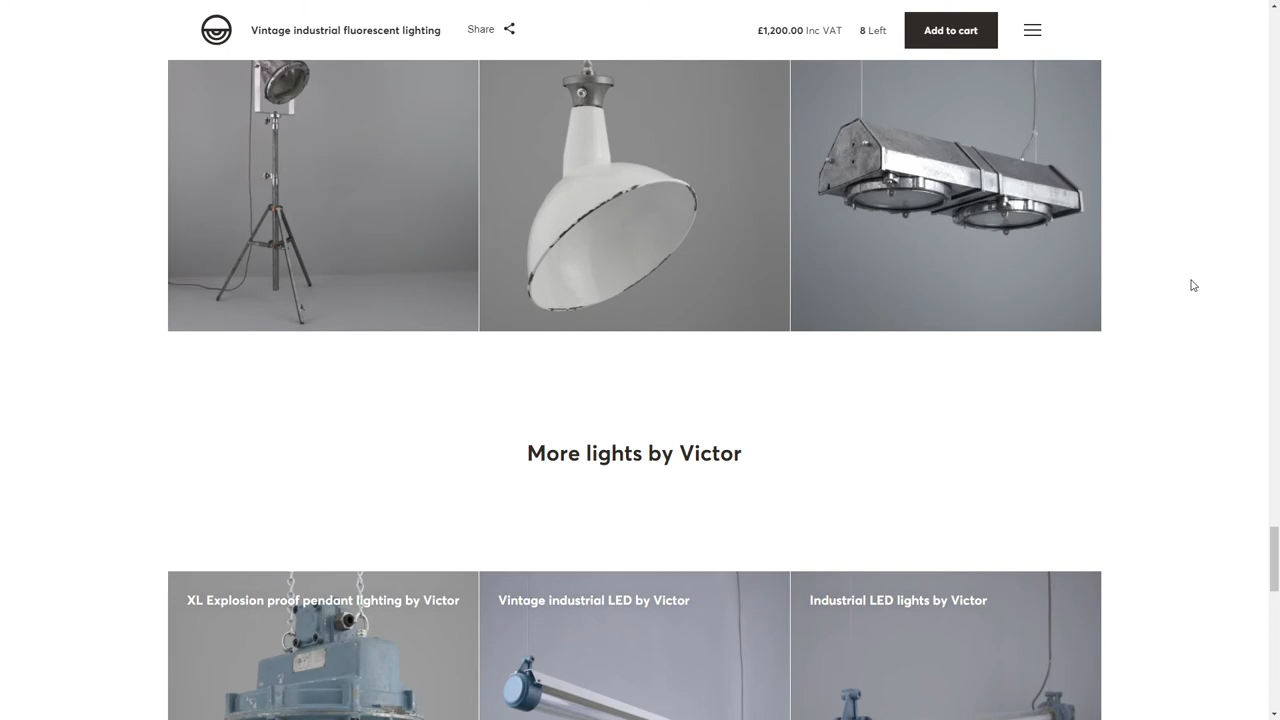 Vintage industrial fluorescent lighting
Share
£1,200.00 Inc VAT
8 Left
Add to cart
More lights by Victor
XL Explosion proof pendant lighting by Victor
Vintage industrial LED by Victor
Industrial LED lights by Victor